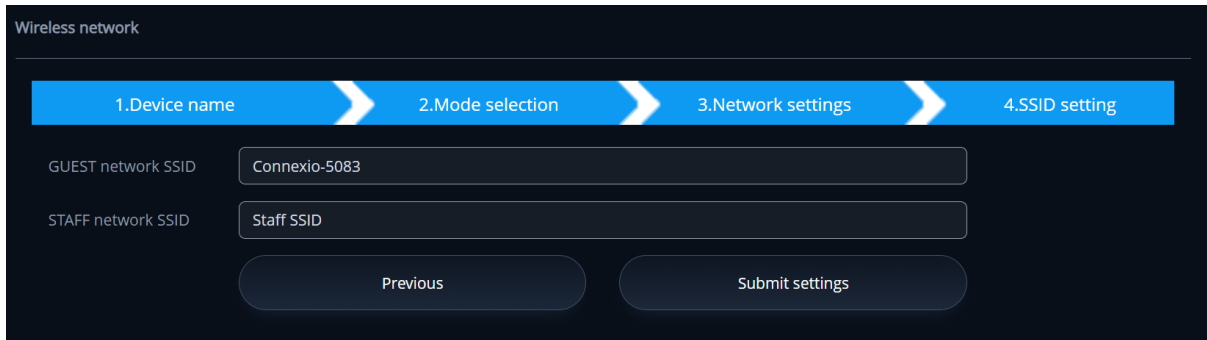 Wireless network
1.Device name
2.Mode selection
3.Network settings
4.SSID setting
GUEST network SSID
Connexio-5083
STAFF network SSID
Staff SSID
Previous
Submit settings